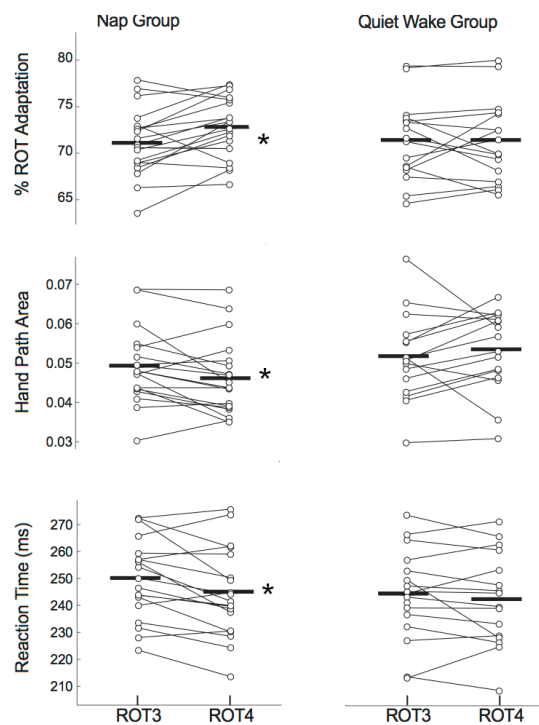 Nap Group
Quiet Wake Group
% ROT Adaptation
80
75
70
65
*
Hand Path Area
0.07
0.06
0.05
0.04
0.03
*
Reaction Time (ms)
270
260
250
240
230
220
210
*
ROT3
ROT4
ROT3
ROT4